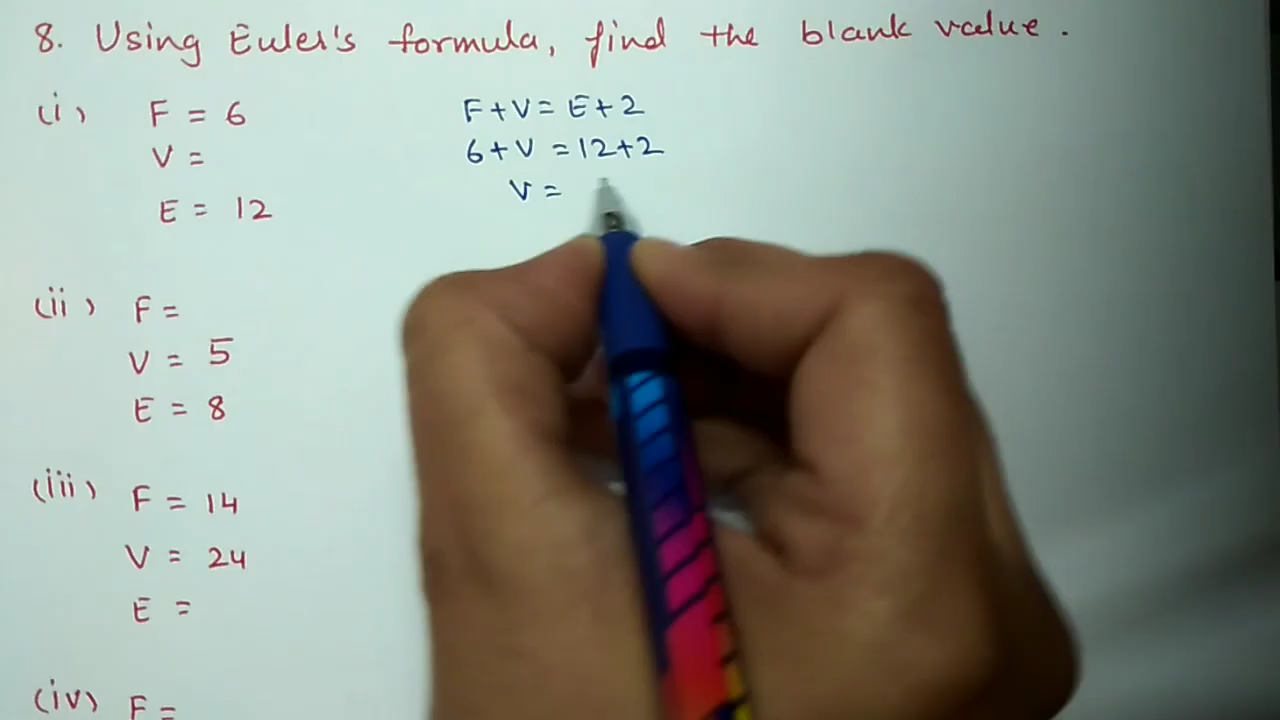 8. Using Euler's formula, find the blank value.
(i) F = 6
V =
E = 12
F + V = E + 2
6 + V = 12 + 2
V =
(ii) F =
V = 5
E = 8
(iii) F = 14
V = 24
E =
(iv) F =